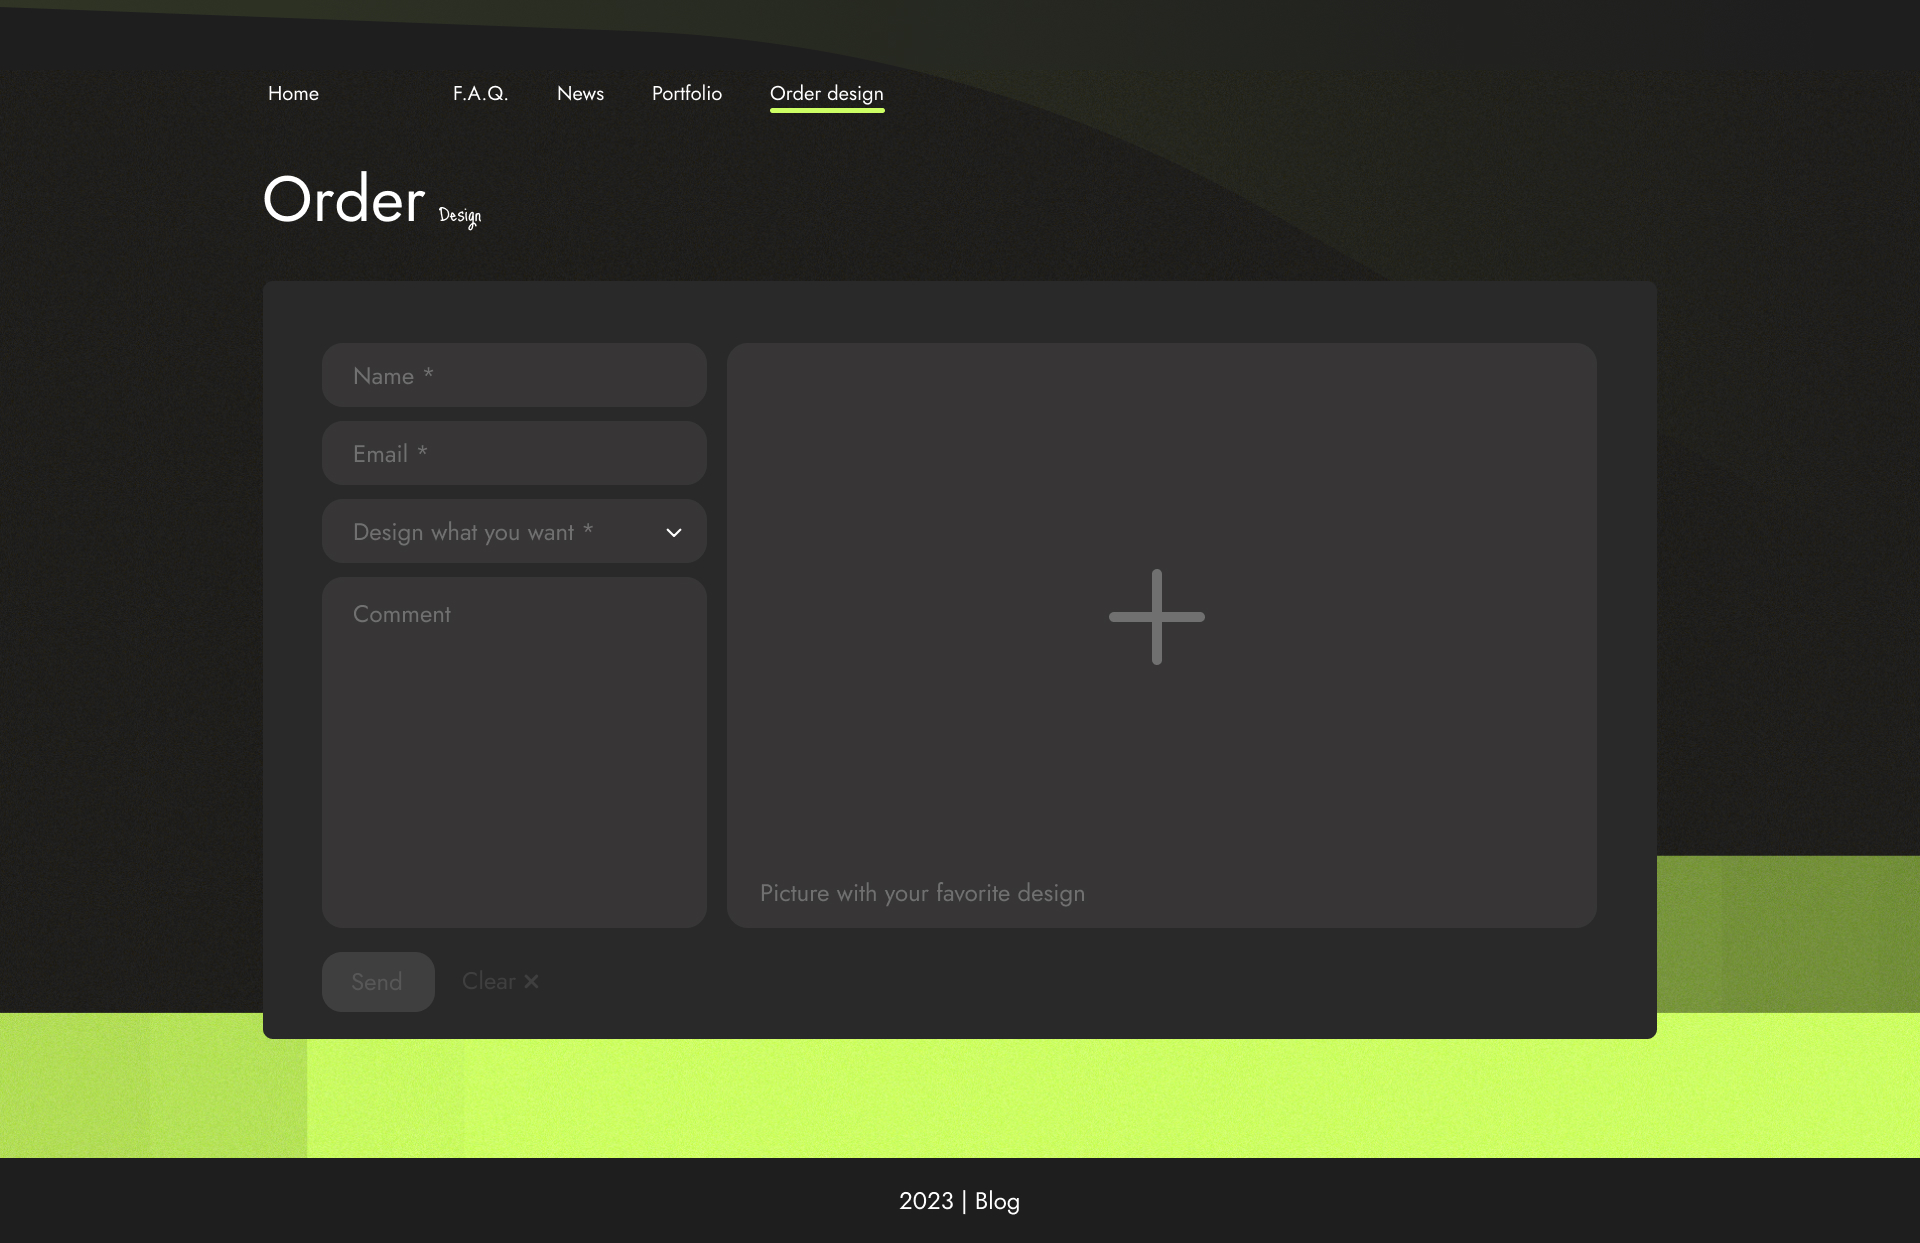 Home F.A.Q. News Portfolio Order design
Order Design
Name *
Email *
Design what you want *
Comment
Picture with your favorite design
Send Clear ×
2023 | Blog